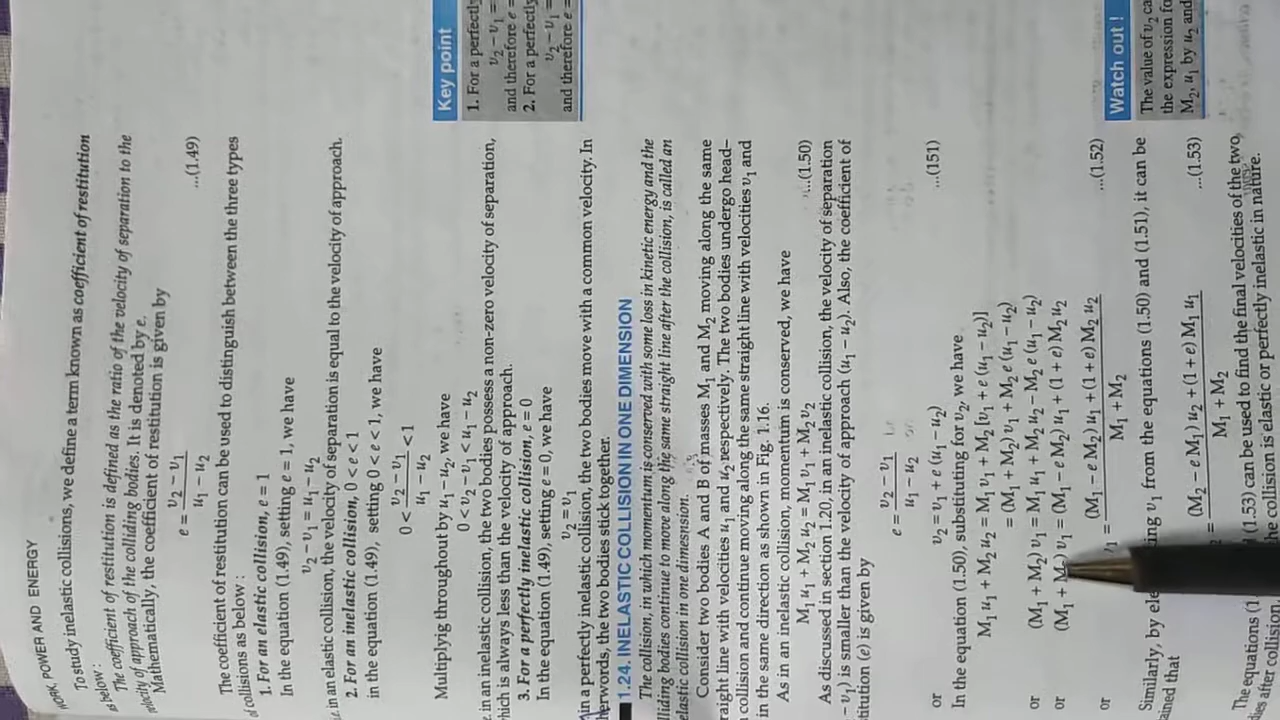 WORK, POWER AND ENERGY
To study inelastic collisions, we define a term known as coefficient of restitution
as below :
The coefficient of restitution is defined as the ratio of the velocity of separation to the
velocity of approach of the colliding bodies. It is denoted by e.
Mathematically, the coefficient of restitution is given by
e = (v₂ – v₁)/(u₁ – u₂) ...(1.49)
The coefficient of restitution can be used to distinguish between the three types
of collisions as below :
1. For an elastic collision, e = 1
In the equation (1.49), setting e = 1, we have
v₂ – v₁ = u₁ – u₂
in an elastic collision, the velocity of separation is equal to the velocity of approach.
2. For an inelastic collision, 0 < e < 1
in the equation (1.49), setting 0 < e < 1, we have
0 < (v₂ – v₁)/(u₁ – u₂) < 1
Multiplyig throughout by u₁ – u₂, we have
0 < v₂ – v₁ < u₁ – u₂
in an inelastic collision, the two bodies possess a non-zero velocity of separation,
which is always less than the velocity of approach.
3. For a perfectly inelastic collision, e = 0
In the equation (1.49), setting e = 0, we have
v₂ = v₁
in a perfectly inelastic collision, the two bodies move with a common velocity. In
herwords, the two bodies stick together.
1.24. INELASTIC COLLISION IN ONE DIMENSION
The collision, in which momentum is conserved with some loss in kinetic energy and the
lliding bodies continue to move along the same straight line after the collision, is called an
elastic collision in one dimesnsion.
Consider two bodies A and B of masses M₁ and M₂ moving along the same
raight line with velocities u₁ and u₂ respectively. The two bodies undergo head–
collision and continue moving along the same straight line with velocities v₁ and
in the same direction as shown in Fig. 1.16.
As in an inelastic collision, momentum is conserved, we have
M₁ u₁ + M₂ u₂ = M₁ v₁ + M₂ v₂ ...(1.50)
As discussed in section 1.20, in an inelastic collision, the velocity of separation
– v₁) is smaller than the velocity of approach (u₁ – u₂). Also, the coefficient of
titution (e) is given by
e = (v₂ – v₁)/(u₁ – u₂)
or v₂ = v₁ + e (u₁ – u₂) ...(151)
In the equation (1.50), substituting for v₂, we have
M₁ u₁ + M₂ u₂ = M₁ v₁ + M₂ [v₁ + e (u₁ – u₂)]
= (M₁ + M₂) v₁ + M₂ e (u₁ – u₂)
or (M₁ + M₂) v₁ = M₁ u₁ + M₂ u₂ – M₂ e (u₁ – u₂)
or (M₁ + M₂) v₁ = (M₁ – e M₂) u₁ + (1 + e) M₂ u₂
or = ((M₁ – e M₂) u₁ + (1 + e) M₂ u₂)/(M₁ + M₂) ...(1.52)
Similarly, by ing v₁ from the equations (1.50) and (1.51), it can be
ained that
= ((M₂ – e M₁) u₂ + (1 + e) M₁ u₁)/(M₁ + M₂) ...(1.53)
The equations (1. (1.53) can be used to find the final velocities of the two
dies after collision, he collision is elastic or perfectly inelastic in nature.
Key point
1. For a perfectly
v₂ – v₁ =
and therefore e =
2. For a perfectly
v₂ – v₁ =
and therefore e =
Watch out !
The value of v₂ ca
the expression fo
M₂, u₁ by u₂ and